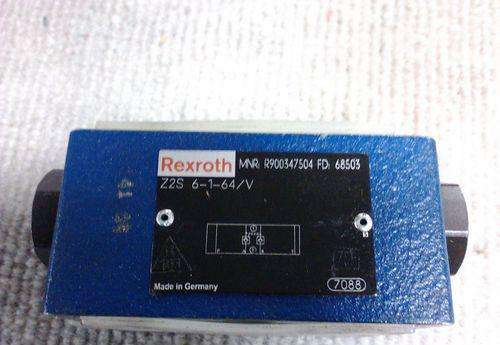 Rexroth MNR: R900347504 FD: 68503
Z2S 6-1-64/V
Made in Germany
7088